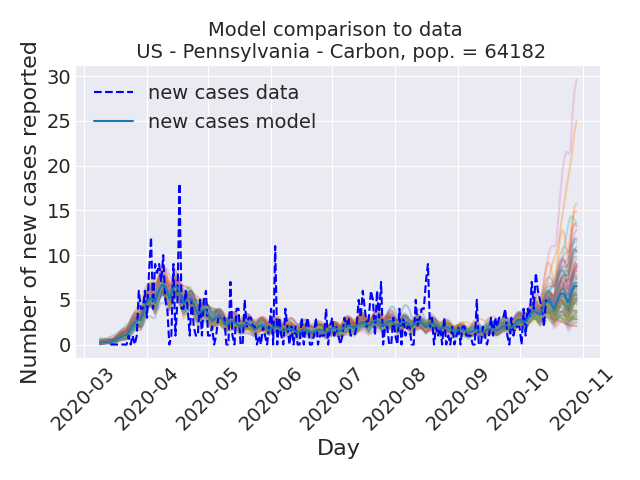 Model comparison to data
US - Pennsylvania - Carbon, pop. = 64182
Number of new cases reported
30
25
20
15
10
5
0
new cases data
new cases model
2020-03
2020-04
2020-05
2020-06
2020-07
2020-08
2020-09
2020-10
2020-11
Day